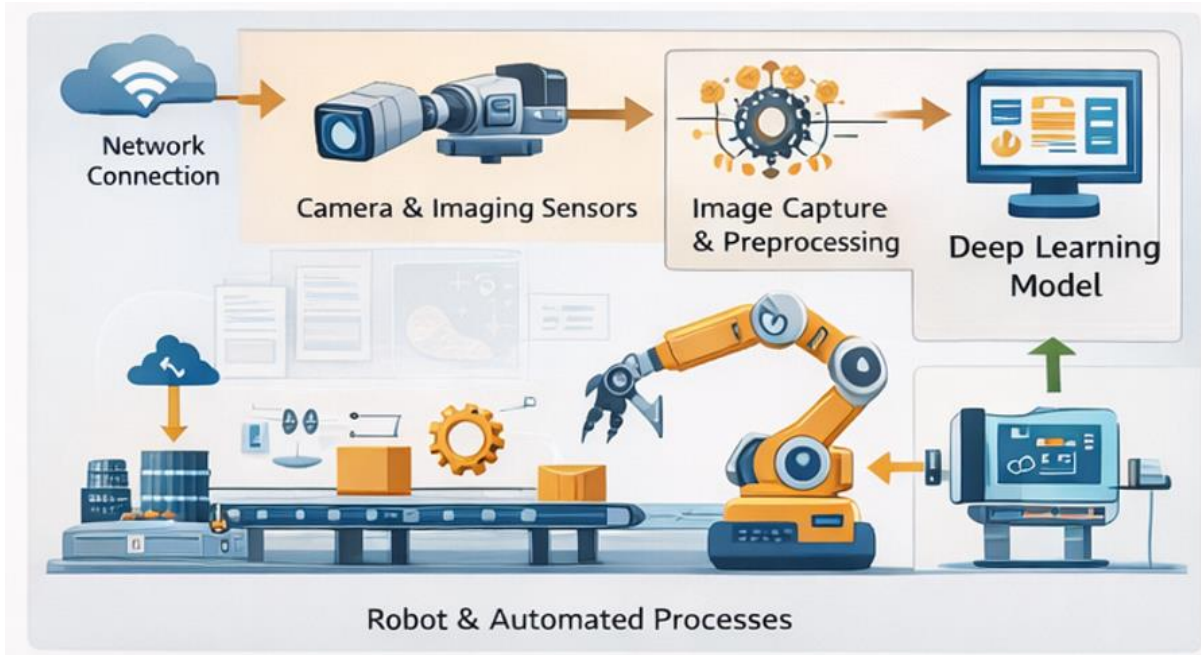 Network
Connection
Camera & Imaging Sensors
Image Capture
& Preprocessing
Deep Learning
Model
Robot & Automated Processes